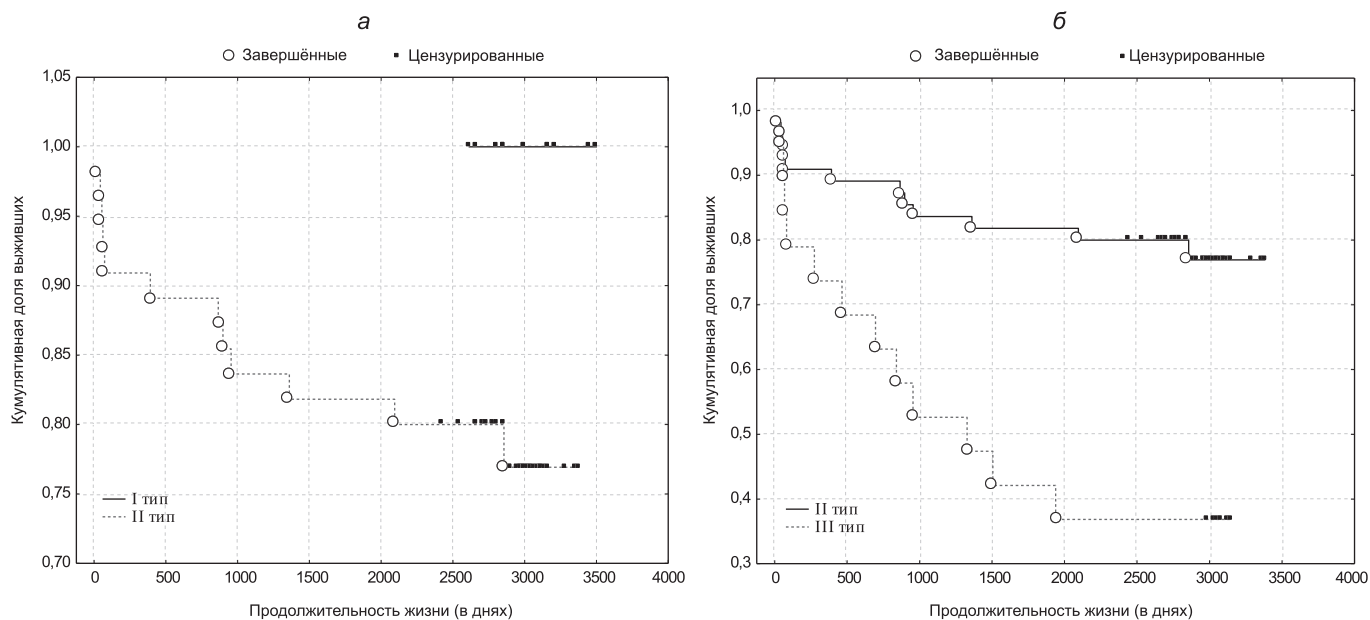 а
Завершённые Цензурированные
1,05
1,00
0,95
0,90
0,85
0,80
0,75
0,70
Кумулятивная доля выживших
I тип
II тип
0 500 1000 1500 2000 2500 3000 3500 4000
Продолжительность жизни (в днях)
б
Завершённые Цензурированные
1,0
0,9
0,8
0,7
0,6
0,5
0,4
0,3
Кумулятивная доля выживших
II тип
III тип
0 500 1000 1500 2000 2500 3000 3500 4000
Продолжительность жизни (в днях)